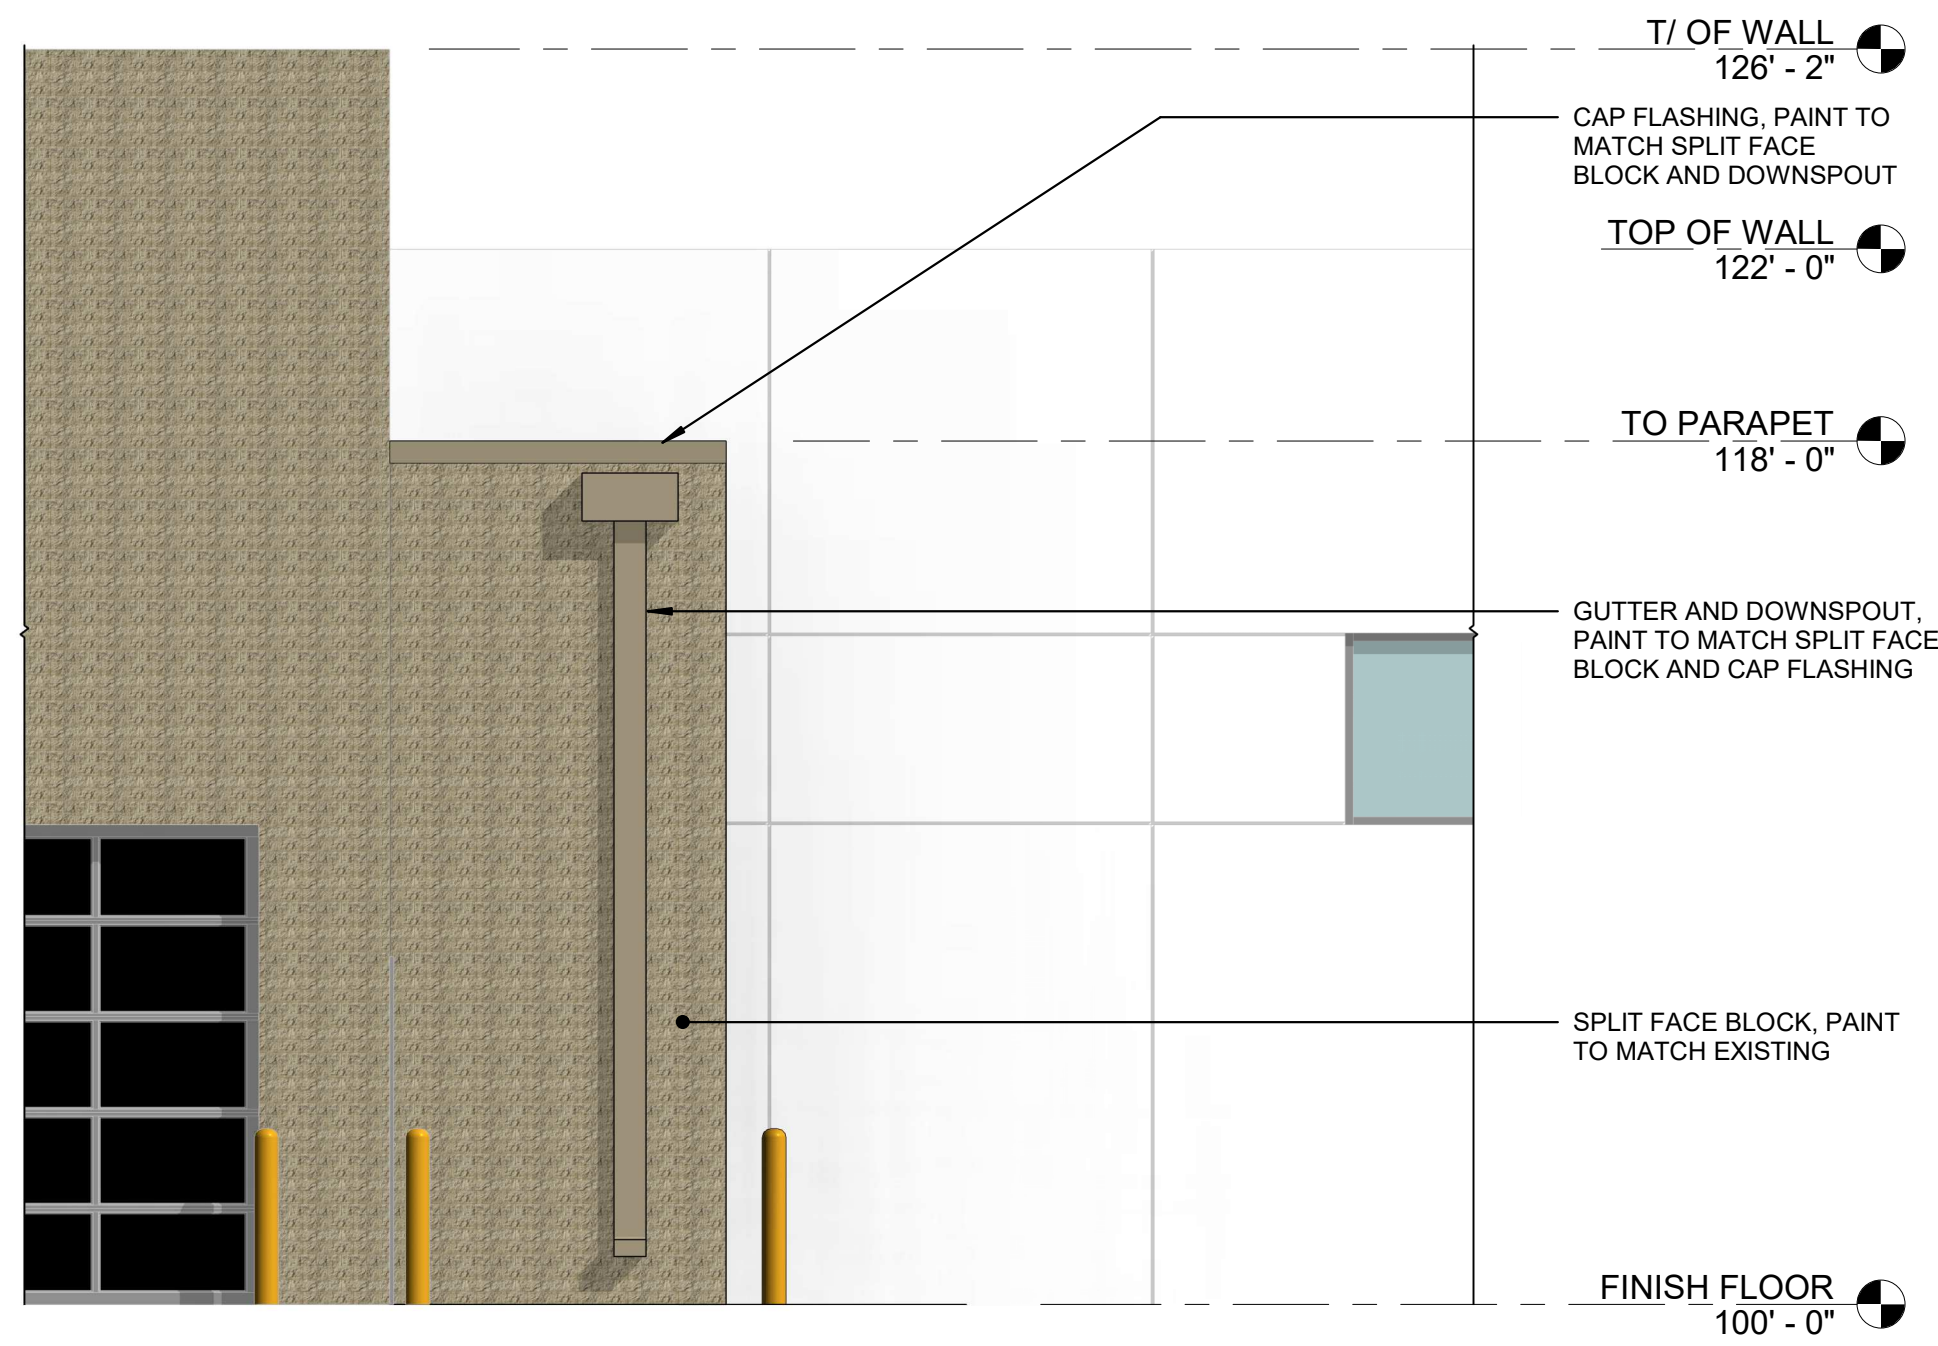 T/ OF WALL
126' - 2"
CAP FLASHING, PAINT TO
MATCH SPLIT FACE
BLOCK AND DOWNSPOUT
TOP OF WALL
122' - 0"
TO PARAPET
118' - 0"
GUTTER AND DOWNSPOUT,
PAINT TO MATCH SPLIT FACE
BLOCK AND CAP FLASHING
SPLIT FACE BLOCK, PAINT
TO MATCH EXISTING
FINISH FLOOR
100' - 0"